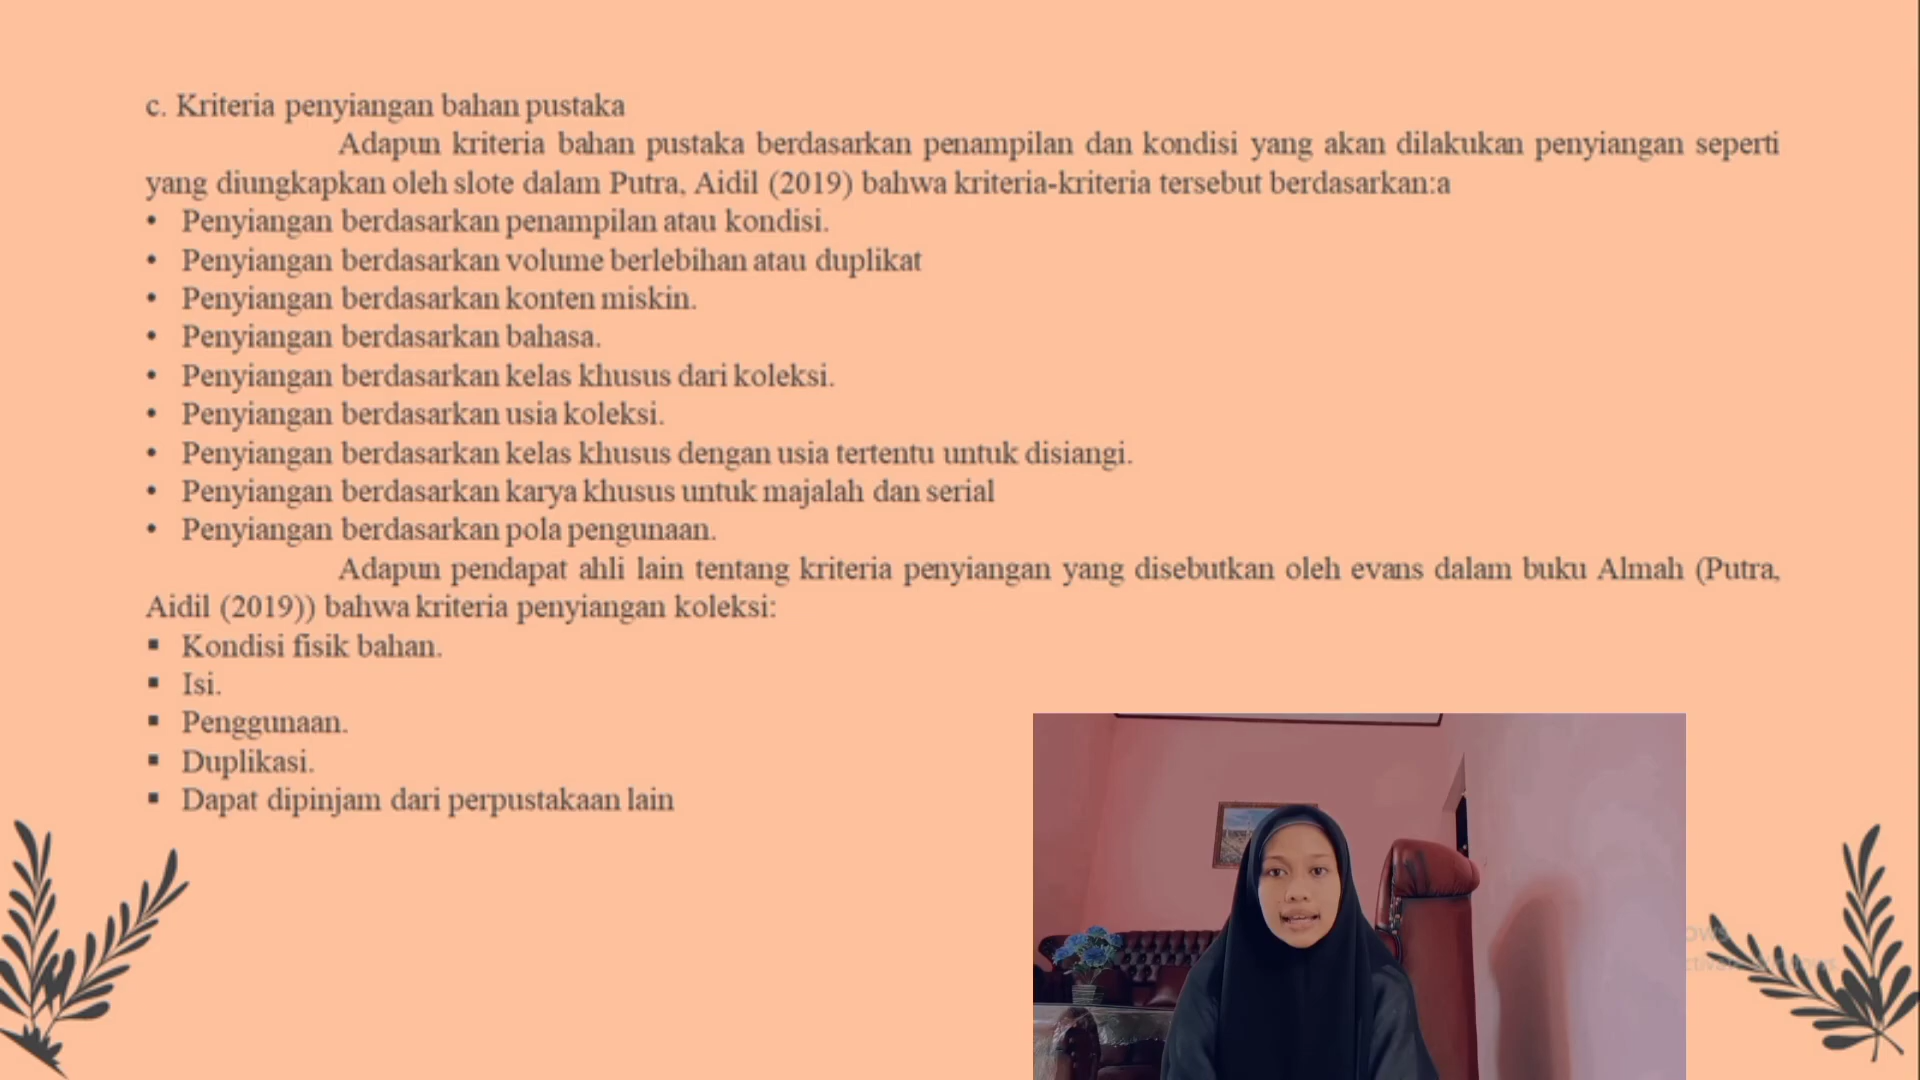 c. Kriteria penyiangan bahan pustaka
Adapun kriteria bahan pustaka berdasarkan penampilan dan kondisi yang akan dilakukan penyiangan seperti
yang diungkapkan oleh slote dalam Putra, Aidil (2019) bahwa kriteria-kriteria tersebut berdasarkan:a
• Penyiangan berdasarkan penampilan atau kondisi.
• Penyiangan berdasarkan volume berlebihan atau duplikat
• Penyiangan berdasarkan konten miskin.
• Penyiangan berdasarkan bahasa.
• Penyiangan berdasarkan kelas khusus dari koleksi.
• Penyiangan berdasarkan usia koleksi.
• Penyiangan berdasarkan kelas khusus dengan usia tertentu untuk disiangi.
• Penyiangan berdasarkan karya khusus untuk majalah dan serial
• Penyiangan berdasarkan pola pengunaan.
Adapun pendapat ahli lain tentang kriteria penyiangan yang disebutkan oleh evans dalam buku Almah (Putra,
Aidil (2019)) bahwa kriteria penyiangan koleksi:
▪ Kondisi fisik bahan.
▪ Isi.
▪ Penggunaan.
▪ Duplikasi.
▪ Dapat dipinjam dari perpustakaan lain